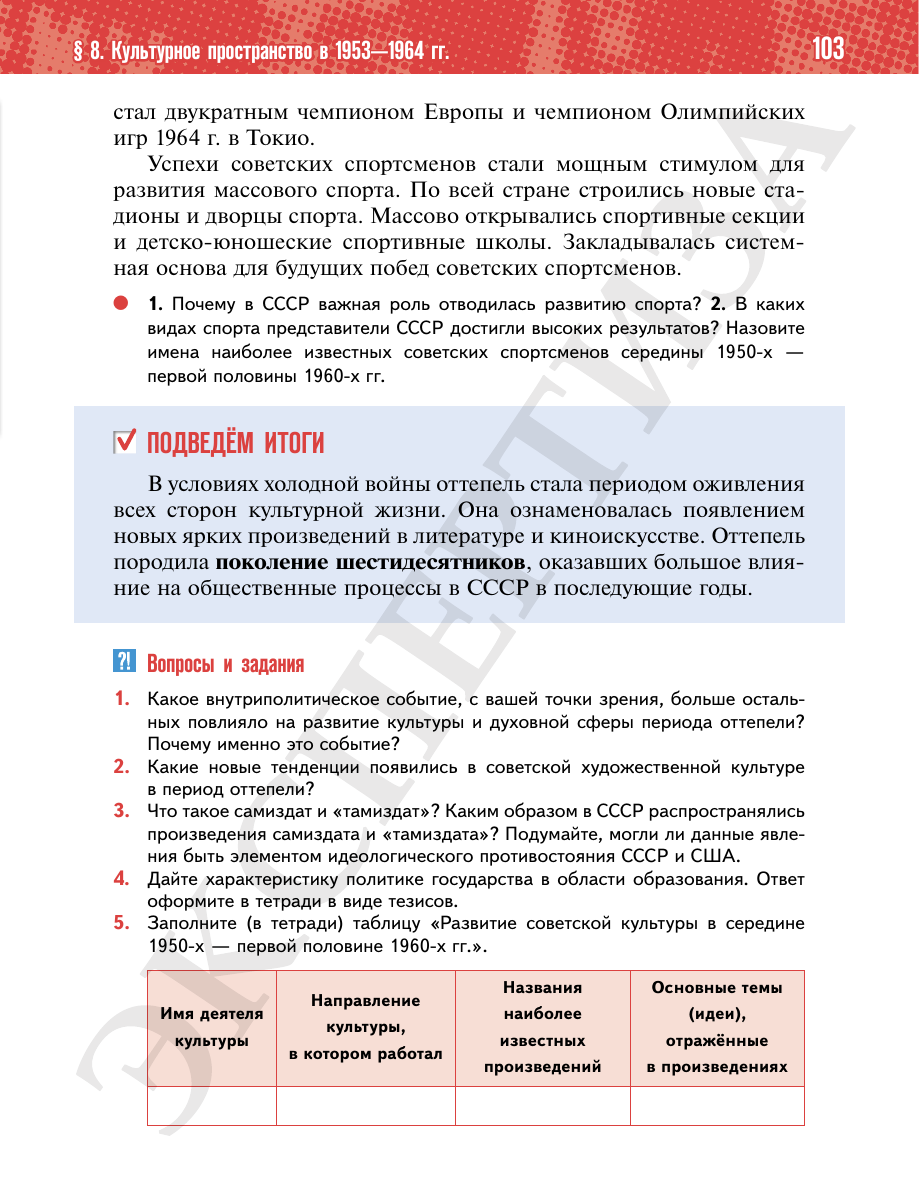 § 8. Культурное пространство в 1953—1964 гг.
103
стал двукратным чемпионом Европы и чемпионом Олимпийских
игр 1964 г. в Токио.
Успехи советских спортсменов стали мощным стимулом для
развития массового спорта. По всей стране строились новые ста-
дионы и дворцы спорта. Массово открывались спортивные секции
и детско-юношеские спортивные школы. Закладывалась систем-
ная основа для будущих побед советских спортсменов.
1. Почему в СССР важная роль отводилась развитию спорта? 2. В каких
видах спорта представители СССР достигли высоких результатов? Назовите
имена наиболее известных советских спортсменов середины 1950-х —
первой половины 1960-х гг.
ПОДВЕДЁМ ИТОГИ
В условиях холодной войны оттепель стала периодом оживления
всех сторон культурной жизни. Она ознаменовалась появлением
новых ярких произведений в литературе и киноискусстве. Оттепель
породила поколение шестидесятников, оказавших большое влия-
ние на общественные процессы в СССР в последующие годы.
?! Вопросы и задания
1. Какое внутриполитическое событие, с вашей точки зрения, больше осталь-
ных повлияло на развитие культуры и духовной сферы периода оттепели?
Почему именно это событие?
2. Какие новые тенденции появились в советской художественной культуре
в период оттепели?
3. Что такое самиздат и «тамиздат»? Каким образом в СССР распространялись
произведения самиздата и «тамиздата»? Подумайте, могли ли данные явле-
ния быть элементом идеологического противостояния СССР и США.
4. Дайте характеристику политике государства в области образования. Ответ
оформите в тетради в виде тезисов.
5. Заполните (в тетради) таблицу «Развитие советской культуры в середине
1950-х — первой половине 1960-х гг.».
Имя деятеля
культуры
Направление
культуры,
в котором работал
Названия
наиболее
известных
произведений
Основные темы
(идеи),
отражённые
в произведениях
ЭКСПЕРТИЗА